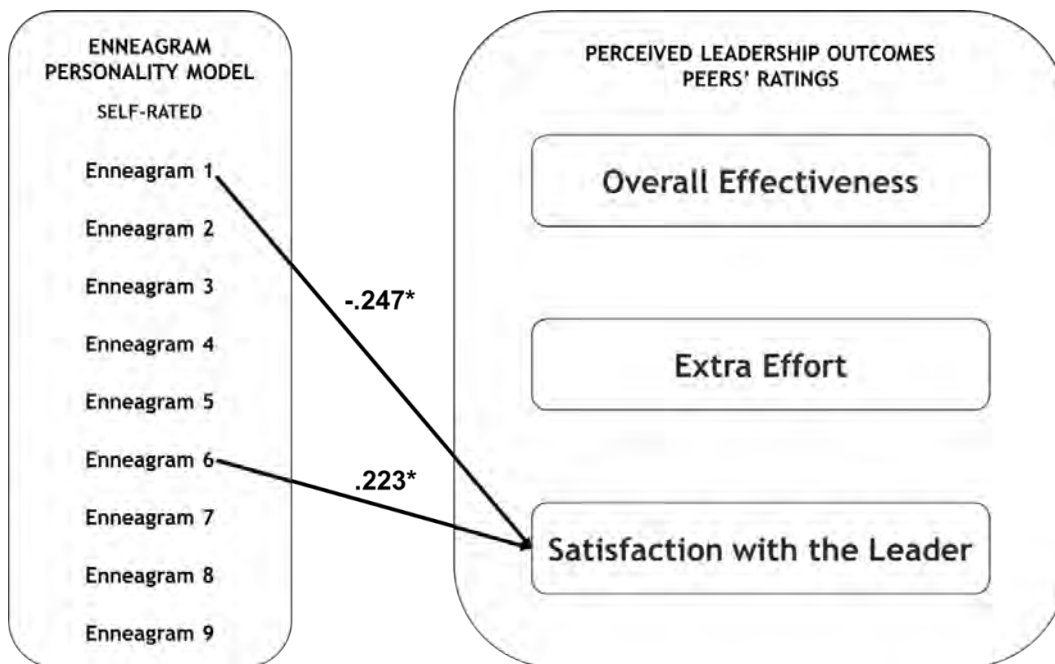 ENNEAGRAM
PERSONALITY MODEL
SELF-RATED
Enneagram 1
Enneagram 2
Enneagram 3
Enneagram 4
Enneagram 5
Enneagram 6
Enneagram 7
Enneagram 8
Enneagram 9
-.247*
.223*
PERCEIVED LEADERSHIP OUTCOMES
PEERS' RATINGS
Overall Effectiveness
Extra Effort
Satisfaction with the Leader